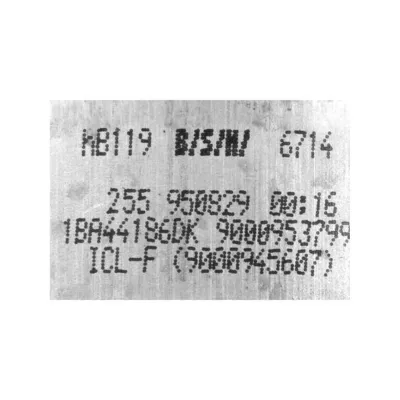 MB119 B/S/H/ 6714
255 950829 00:16
1BA44186DK 9000953799
ICL-F (9000945607)